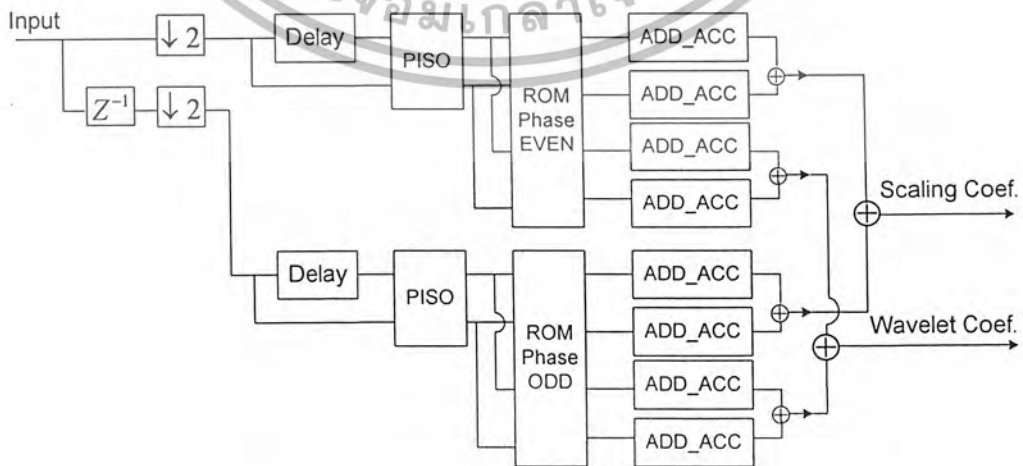 Input
↓ 2
Delay
PISO
ROM
Phase
EVEN
ADD_ACC
ADD_ACC
ADD_ACC
ADD_ACC
Z⁻¹
↓ 2
Scaling Coef.
Delay
PISO
ROM
Phase
ODD
ADD_ACC
ADD_ACC
ADD_ACC
ADD_ACC
Wavelet Coef.